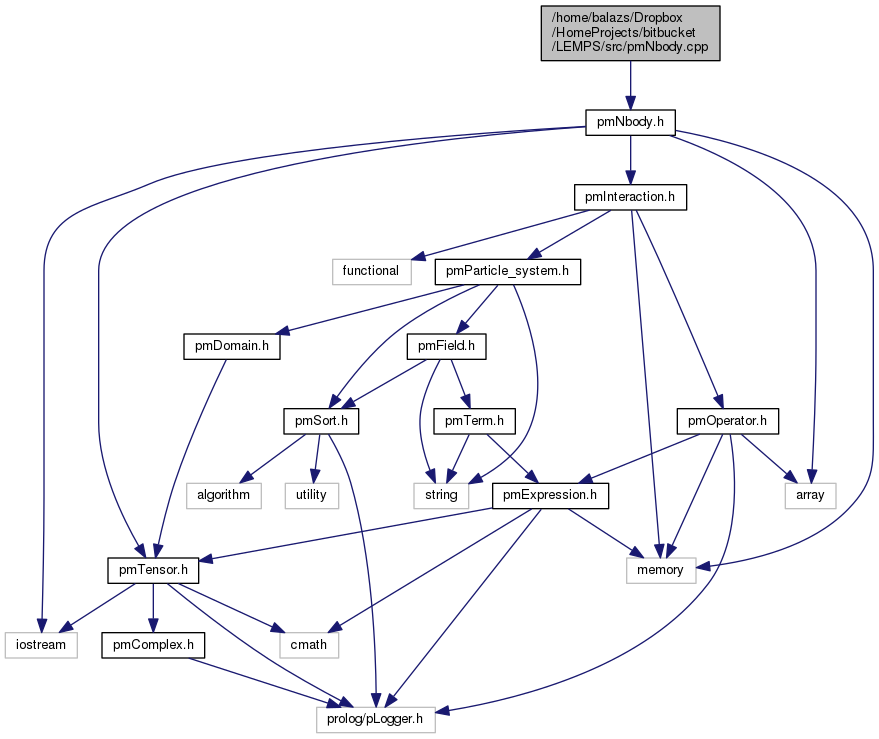 /home/balazs/Dropbox
/HomeProjects/bitbucket
/LEMPS/src/pmNbody.cpp
pmNbody.h
pmInteraction.h
functional
pmParticle_system.h
pmDomain.h
pmField.h
pmSort.h
pmTerm.h
pmOperator.h
algorithm
utility
string
pmExpression.h
array
pmTensor.h
memory
iostream
pmComplex.h
cmath
prolog/pLogger.h